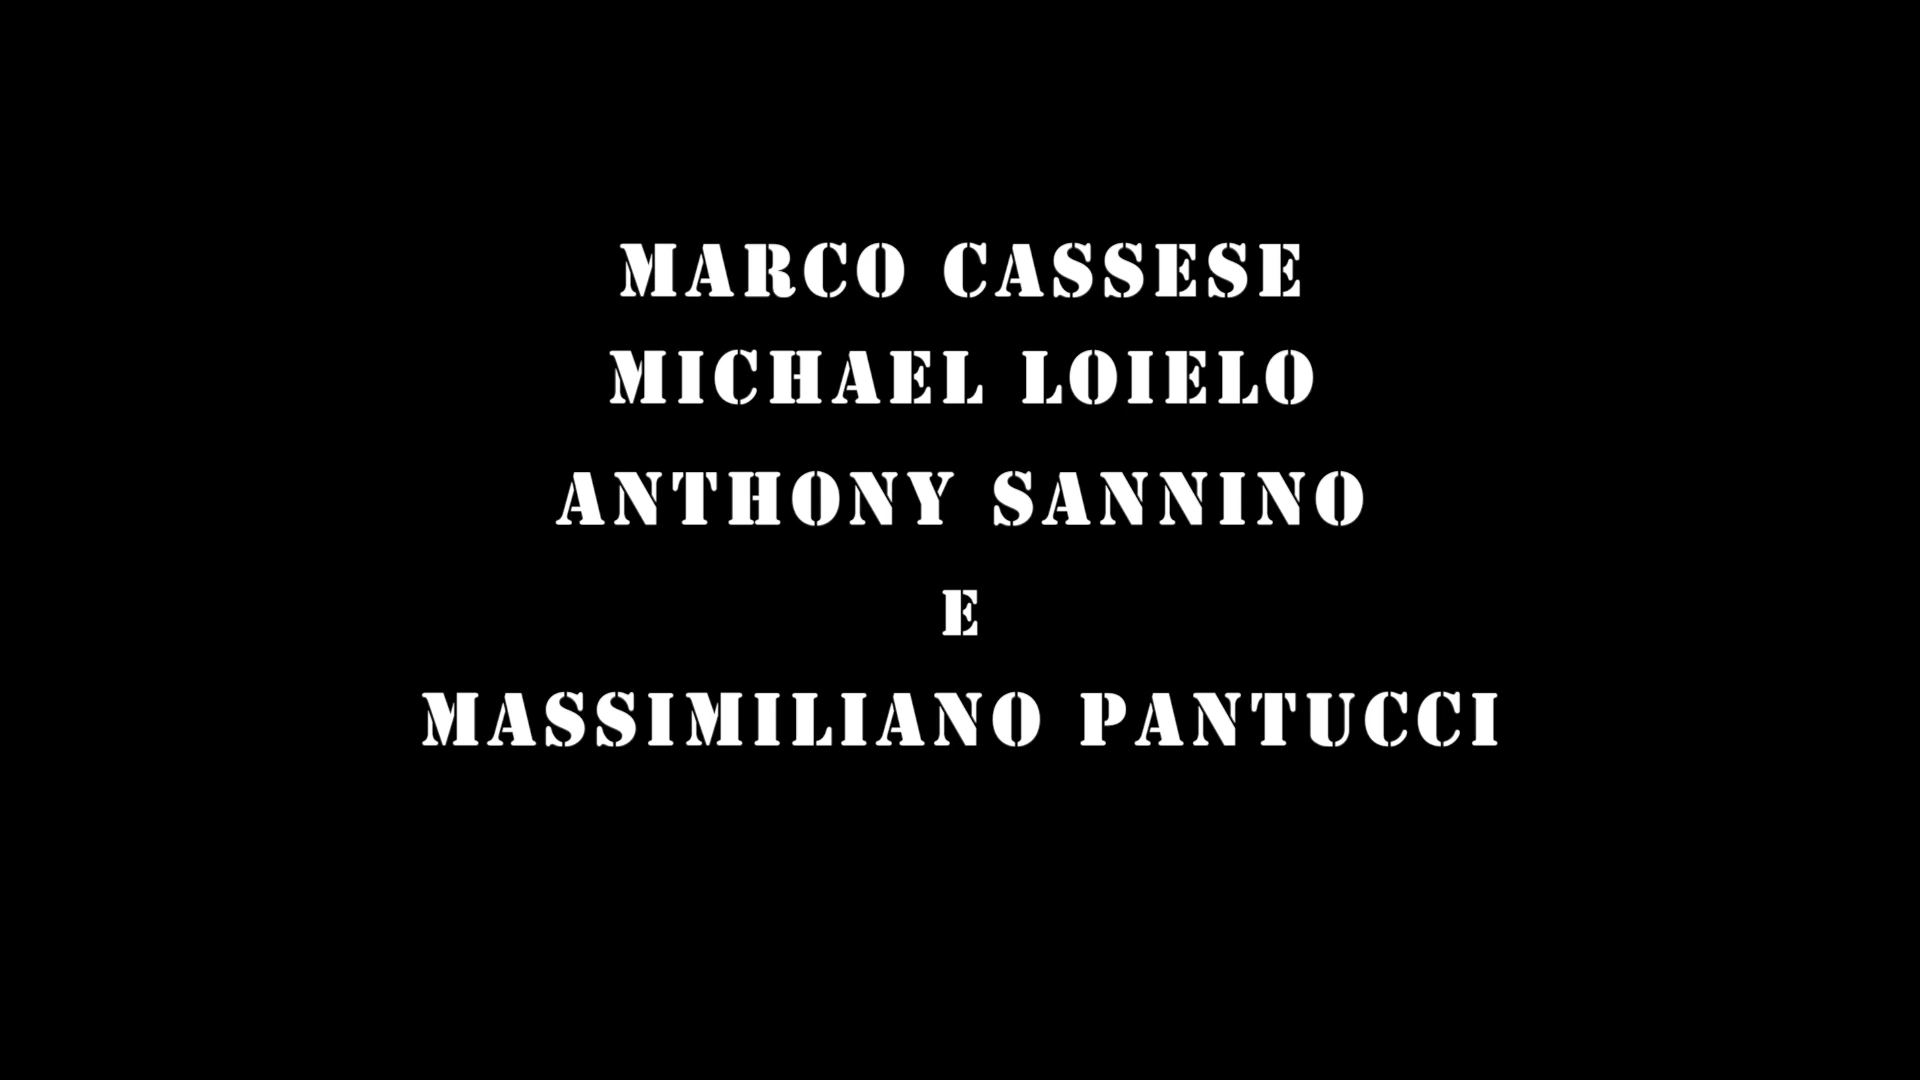 MARCO CASSESE
MICHAEL LOIELO
ANTHONY SANNINO
E
MASSIMILIANO PANTUCCI